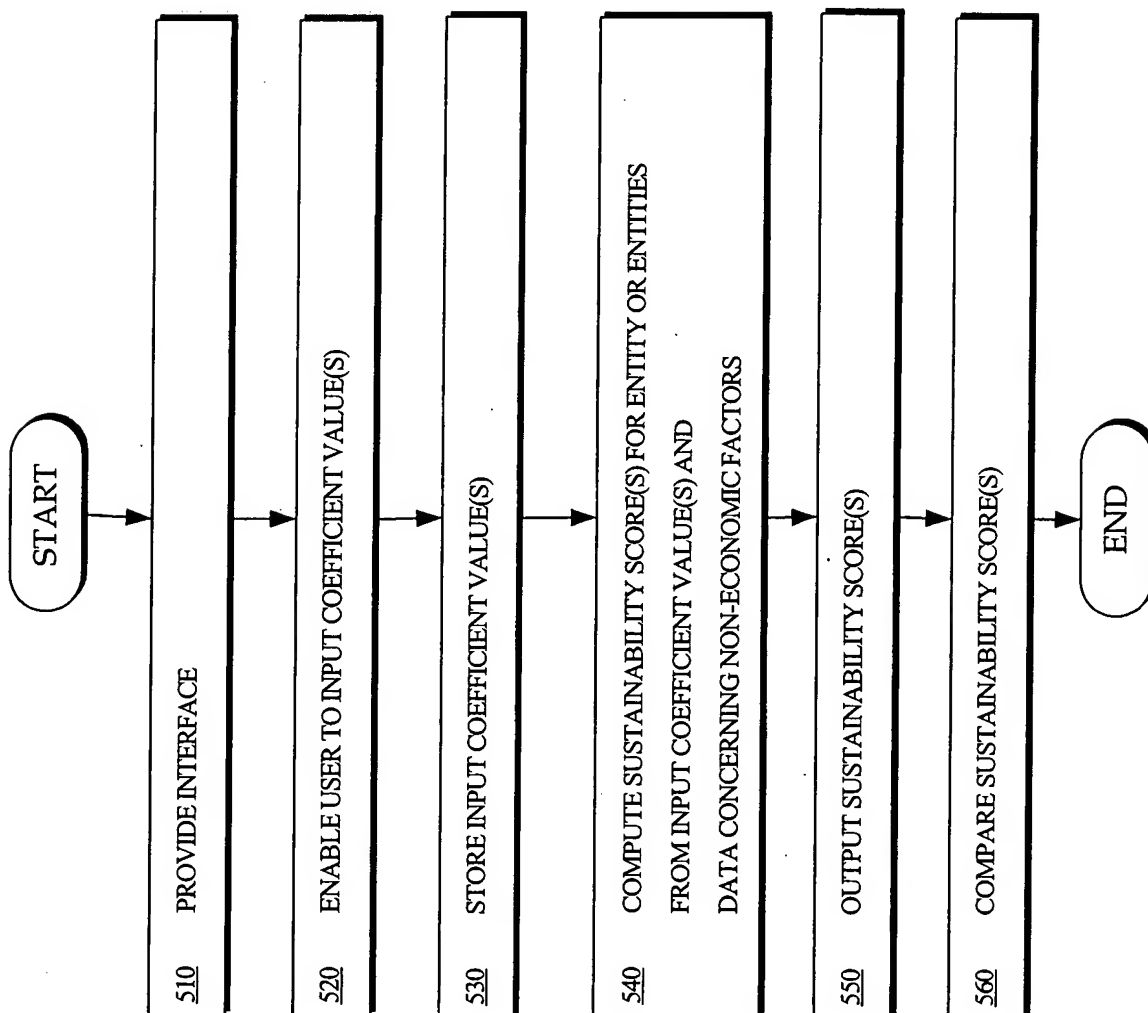 START
510 PROVIDE INTERFACE
520 ENABLE USER TO INPUT COEFFICIENT VALUE(S)
530 STORE INPUT COEFFICIENT VALUE(S)
540 COMPUTE SUSTAINABILITY SCORE(S) FOR ENTITY OR ENTITIES
FROM INPUT COEFFICIENT VALUE(S) AND
DATA CONCERNING NON-ECONOMIC FACTORS
550 OUTPUT SUSTAINABILITY SCORE(S)
560 COMPARE SUSTAINABILITY SCORE(S)
END